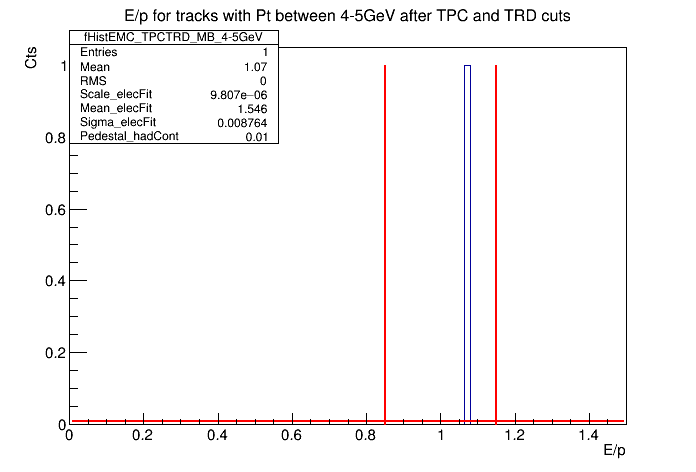 E/p for tracks with Pt between 4-5GeV after TPC and TRD cuts
fHistEMC_TPCTRD_MB_4-5GeV
Entries 1
Mean 1.07
RMS 0
Scale_elecFit 9.807e-06
Mean_elecFit 1.546
Sigma_elecFit 0.008764
Pedestal_hadCont 0.01
Cts
1
0.8
0.6
0.4
0.2
0
0 0.2 0.4 0.6 0.8 1 1.2 1.4
E/p